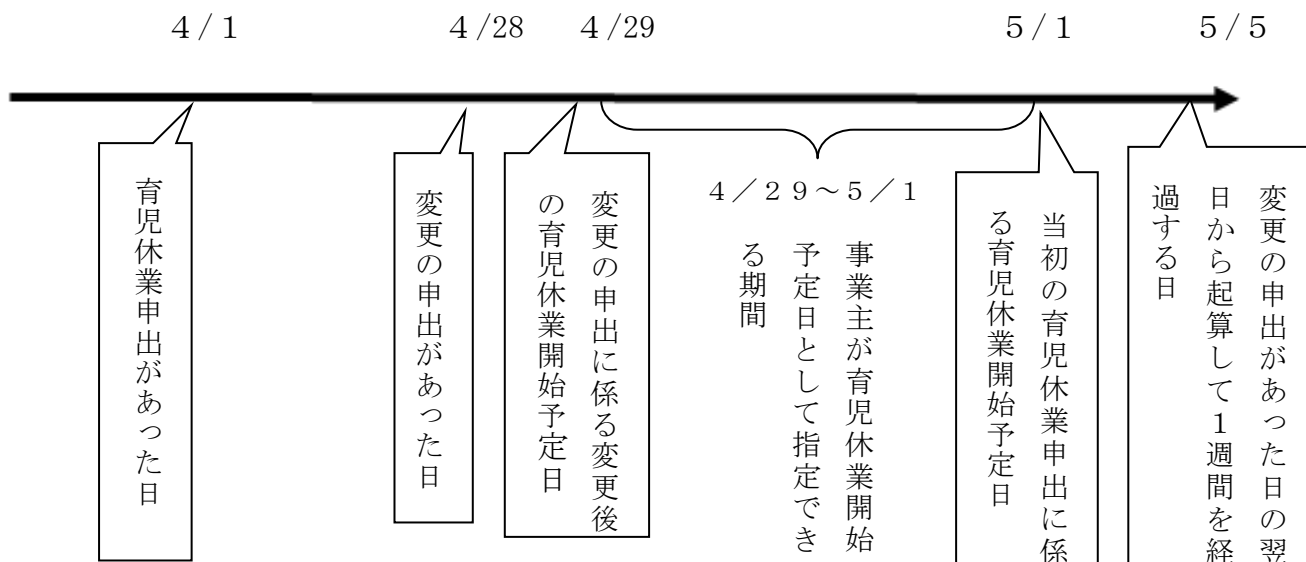 4/1
4/28
4/29
5/1
5/5
育児休業申出があった日
変更の申出があった日
変更の申出に係る変更後
の育児休業開始予定日
4／29～5／1
事業主が育児休業開始
予定日として指定でき
る期間
当初の育児休業申出に係
る育児休業開始予定日
変更の申出があった日の翌
日から起算して1週間を経
過する日